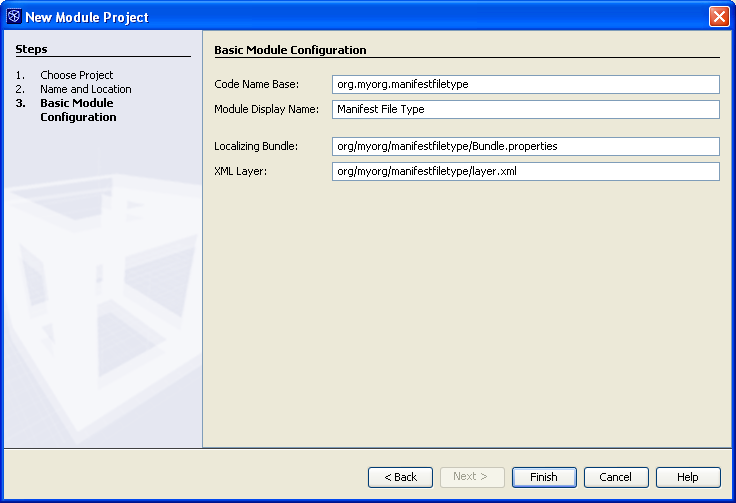 New Module Project
Steps
1. Choose Project
2. Name and Location
3. Basic Module
Configuration
Basic Module Configuration
Code Name Base: org.myorg.manifestfiletype
Module Display Name: Manifest File Type
Localizing Bundle: org/myorg/manifestfiletype/Bundle.properties
XML Layer: org/myorg/manifestfiletype/layer.xml
< Back Next > Finish Cancel Help